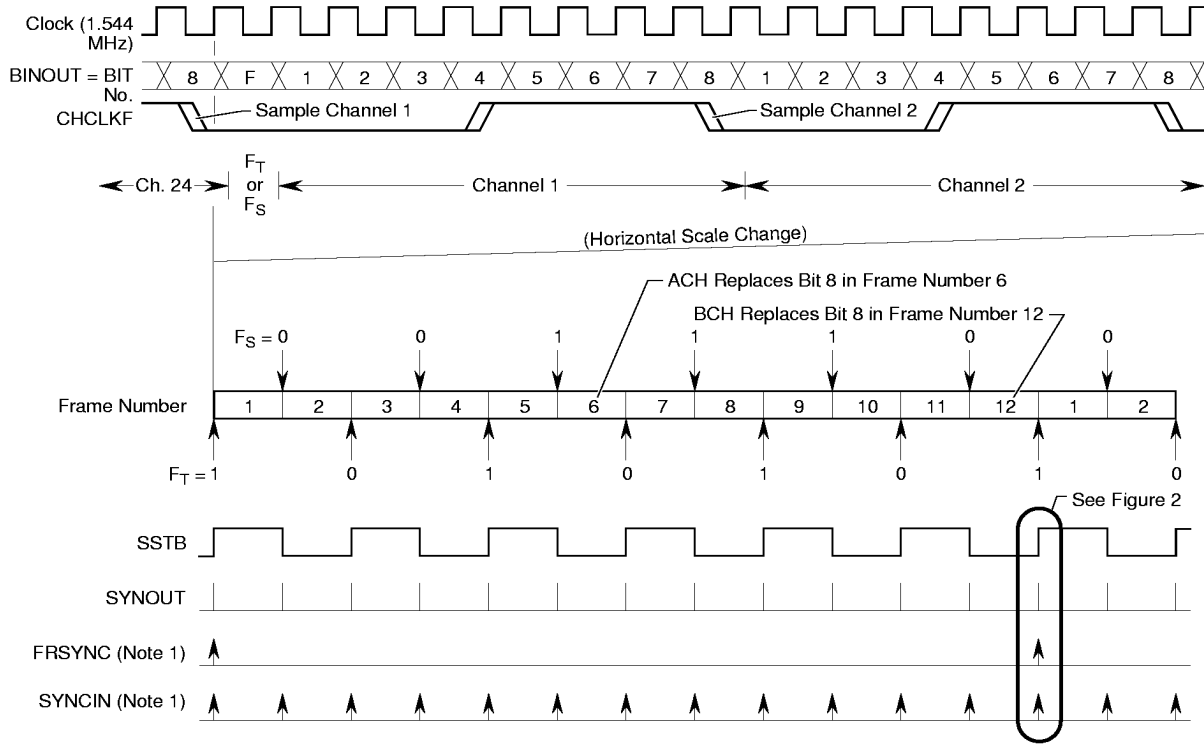 Clock (1.544
MHz)
BINOUT = BIT
No.
8 F 1 2 3 4 5 6 7 8 1 2 3 4 5 6 7 8
CHCLKF
Sample Channel 1
Sample Channel 2
Ch. 24
FT
or
FS
Channel 1
Channel 2
(Horizontal Scale Change)
ACH Replaces Bit 8 in Frame Number 6
BCH Replaces Bit 8 in Frame Number 12
FS = 0 0 1 1 1 0 0
Frame Number 1 2 3 4 5 6 7 8 9 10 11 12 1 2
FT = 1 0 1 0 1 0 1 0
See Figure 2
SSTB
SYNOUT
FRSYNC (Note 1)
SYNCIN (Note 1)